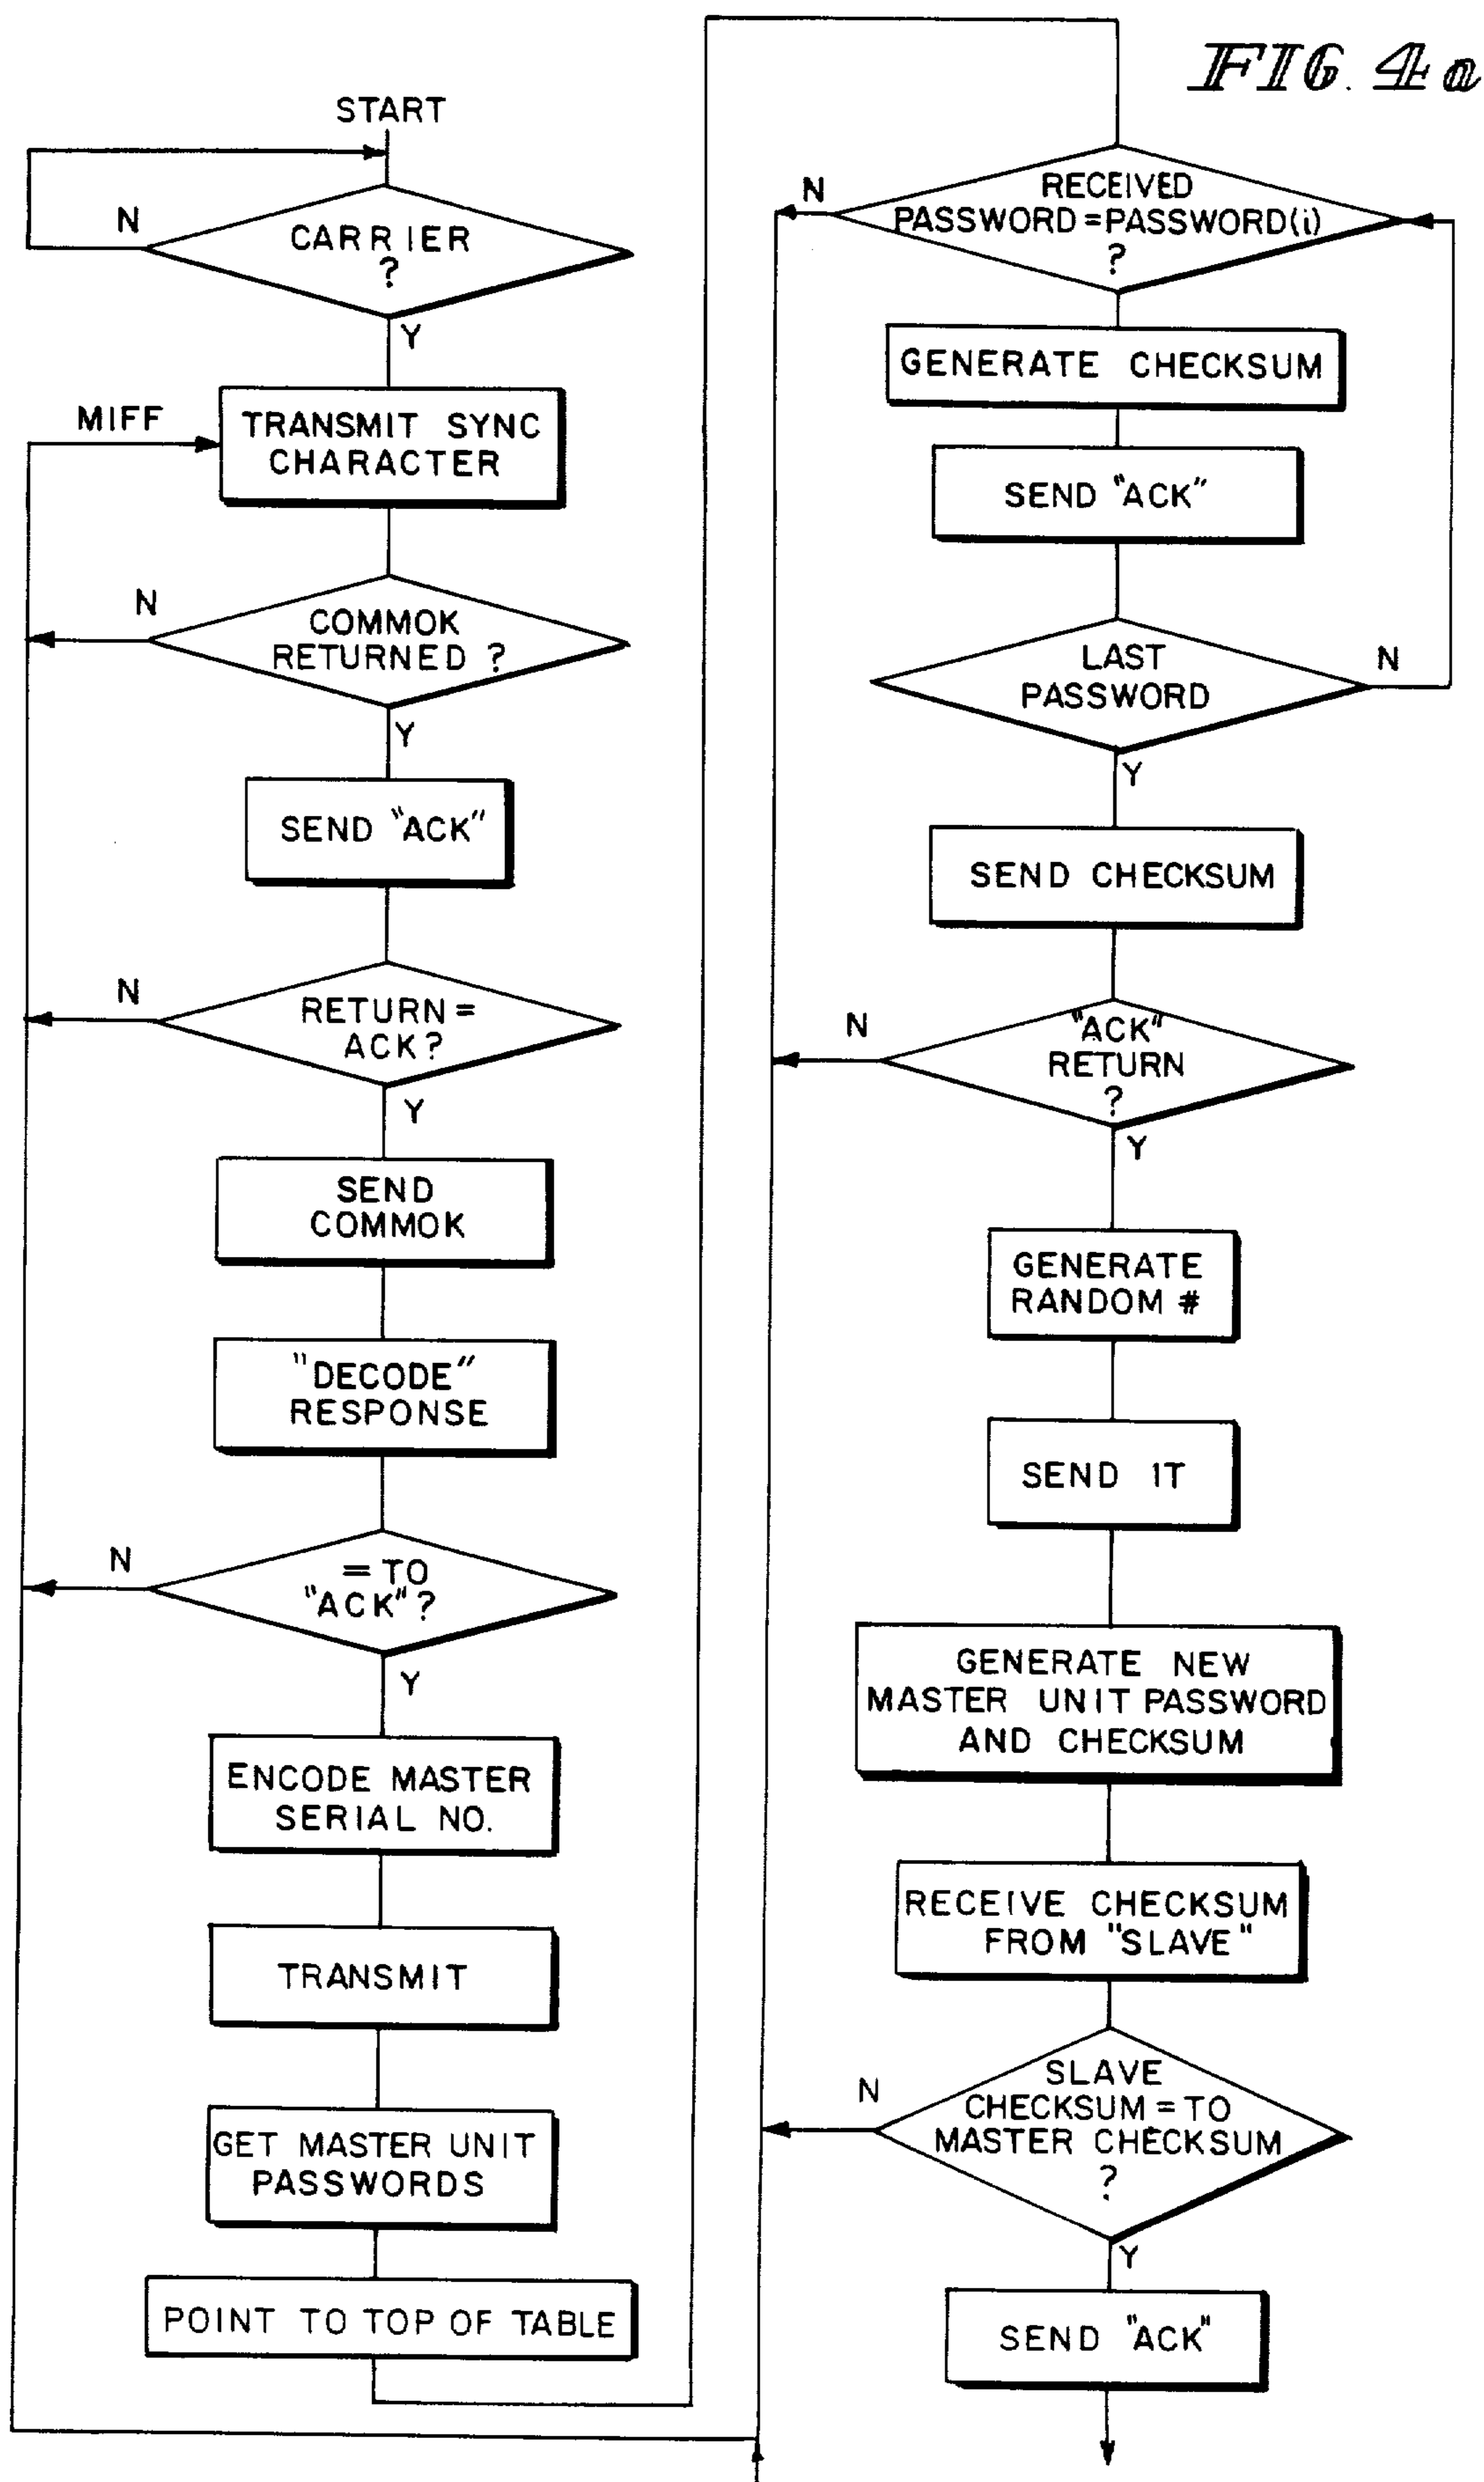 FIG. 4a
START
N
CARRIER
?
Y
MIFF
TRANSMIT SYNC
CHARACTER
N
COMMOK
RETURNED ?
Y
SEND "ACK"
N
RETURN =
ACK?
Y
SEND
COMMOK
"DECODE"
RESPONSE
N
= TO
"ACK"?
Y
ENCODE MASTER
SERIAL NO.
TRANSMIT
GET MASTER UNIT
PASSWORDS
POINT TO TOP OF TABLE
N
RECEIVED
PASSWORD=PASSWORD(i)
?
GENERATE CHECKSUM
SEND "ACK"
LAST
PASSWORD
N
Y
SEND CHECKSUM
N
"ACK"
RETURN
?
Y
GENERATE
RANDOM #
SEND IT
GENERATE NEW
MASTER UNIT PASSWORD
AND CHECKSUM
RECEIVE CHECKSUM
FROM "SLAVE"
N
SLAVE
CHECKSUM = TO
MASTER CHECKSUM
?
Y
SEND "ACK"